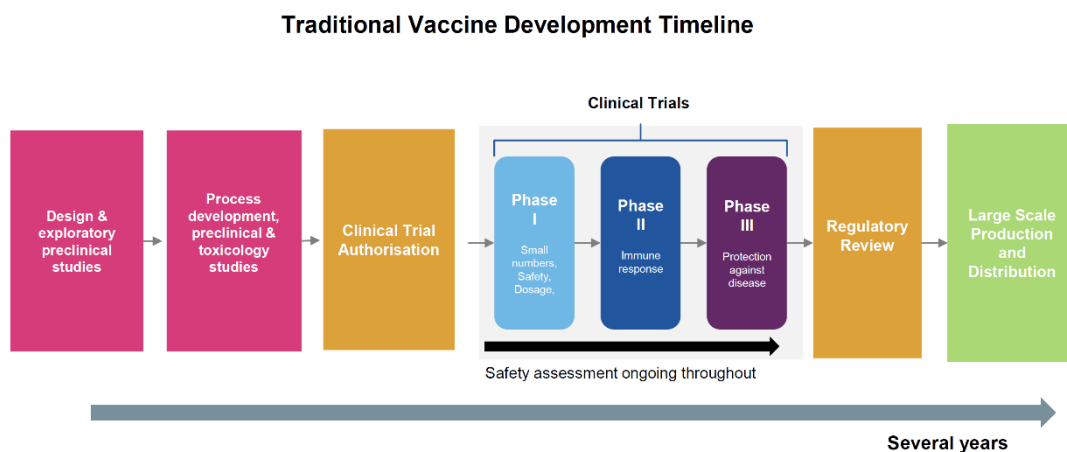 Traditional Vaccine Development Timeline
Clinical Trials
Design &
exploratory
preclinical
studies
Process
development,
preclinical &
toxicology
studies
Clinical Trial
Authorisation
Phase
I
Small
numbers,
Safety,
Dosage,
Phase
II
Immune
response
Phase
III
Protection
against
disease
Regulatory
Review
Large Scale
Production
and
Distribution
Safety assessment ongoing throughout
Several years